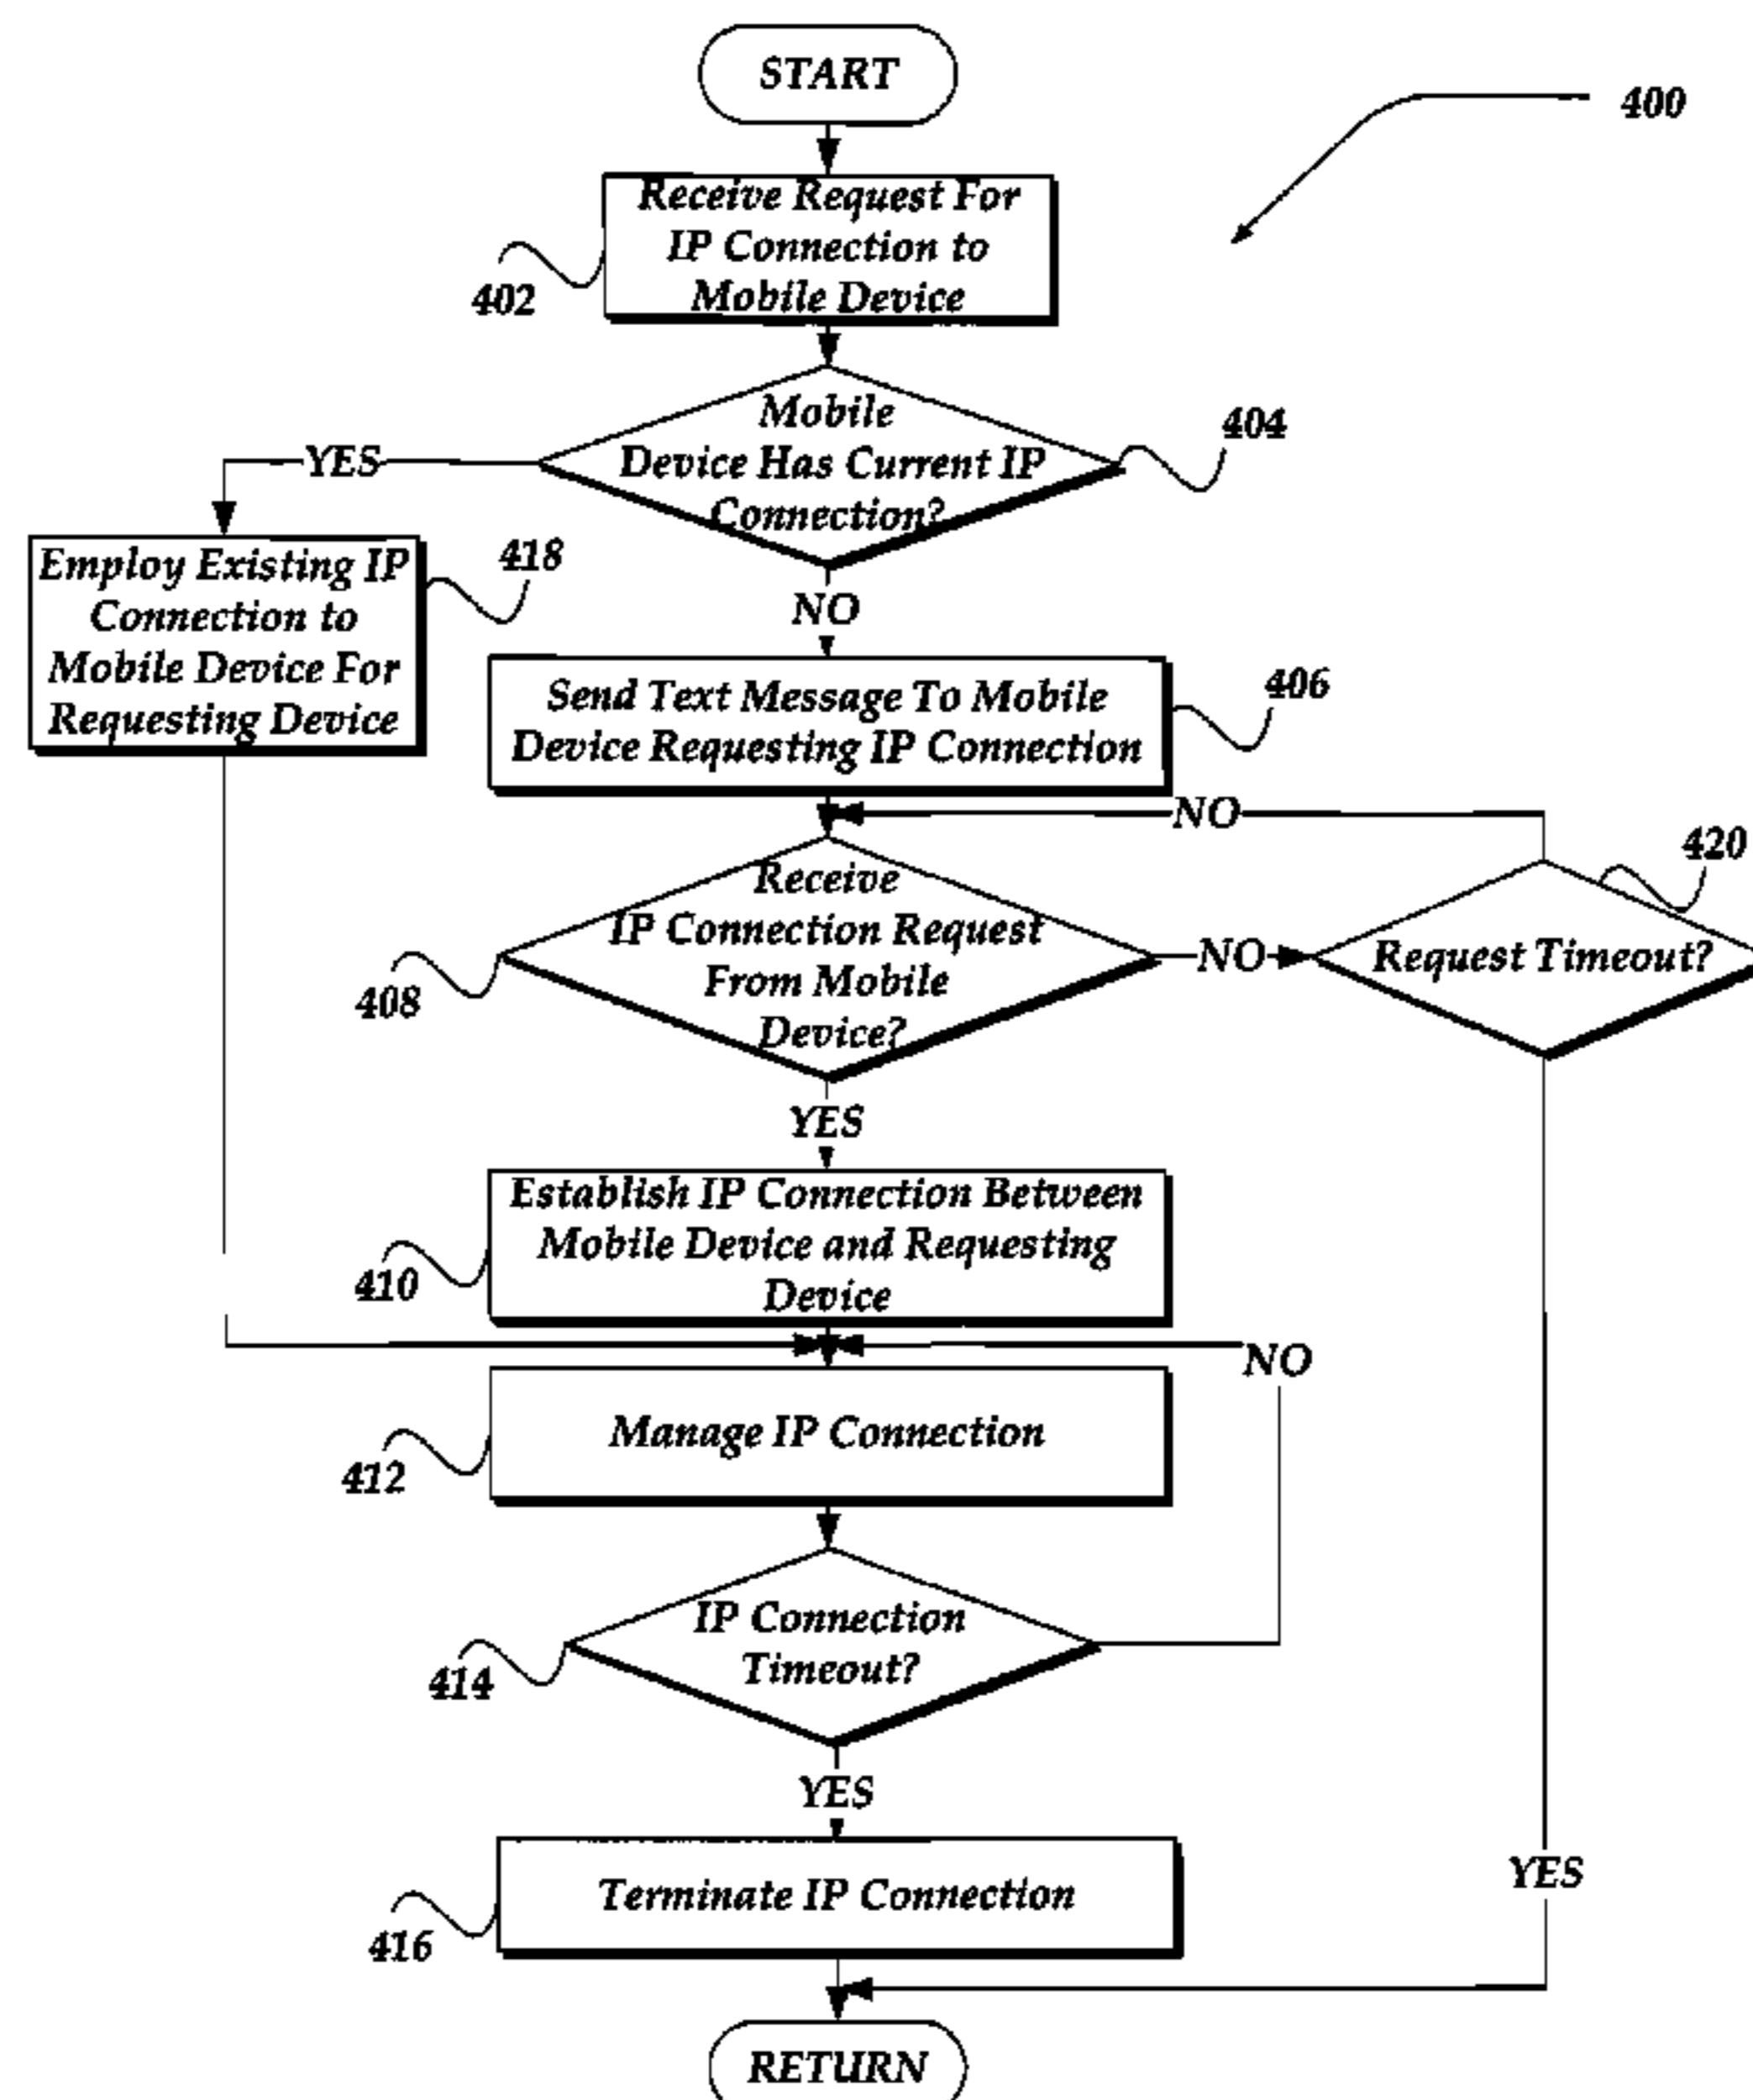 START
400
Receive Request For
IP Connection to
Mobile Device
402
Mobile
Device Has Current IP
Connection?
404
YES
NO
Employ Existing IP
Connection to
Mobile Device For
Requesting Device
418
Send Text Message To Mobile
Device Requesting IP Connection
406
NO
Receive
IP Connection Request
From Mobile
Device?
408
NO
Request Timeout?
420
YES
Establish IP Connection Between
Mobile Device and Requesting
Device
410
NO
Manage IP Connection
412
IP Connection
Timeout?
414
YES
Terminate IP Connection
416
YES
RETURN